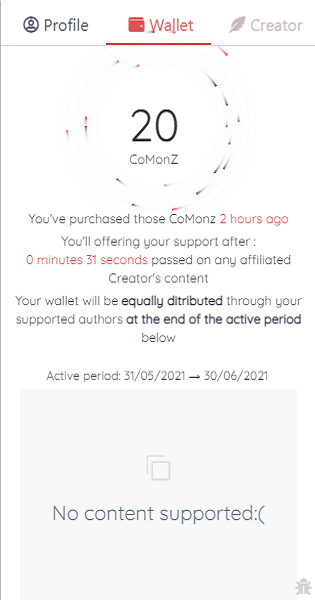 Profile Wallet Creator
20
CoMonZ
You've purchased those CoMonz 2 hours ago
You'll offering your support after :
0 minutes 31 seconds passed on any affiliated
Creator's content
Your wallet will be equally ditributed through your
supported authors at the end of the active period
below
Active period: 31/05/2021 → 30/06/2021
No content supported:(